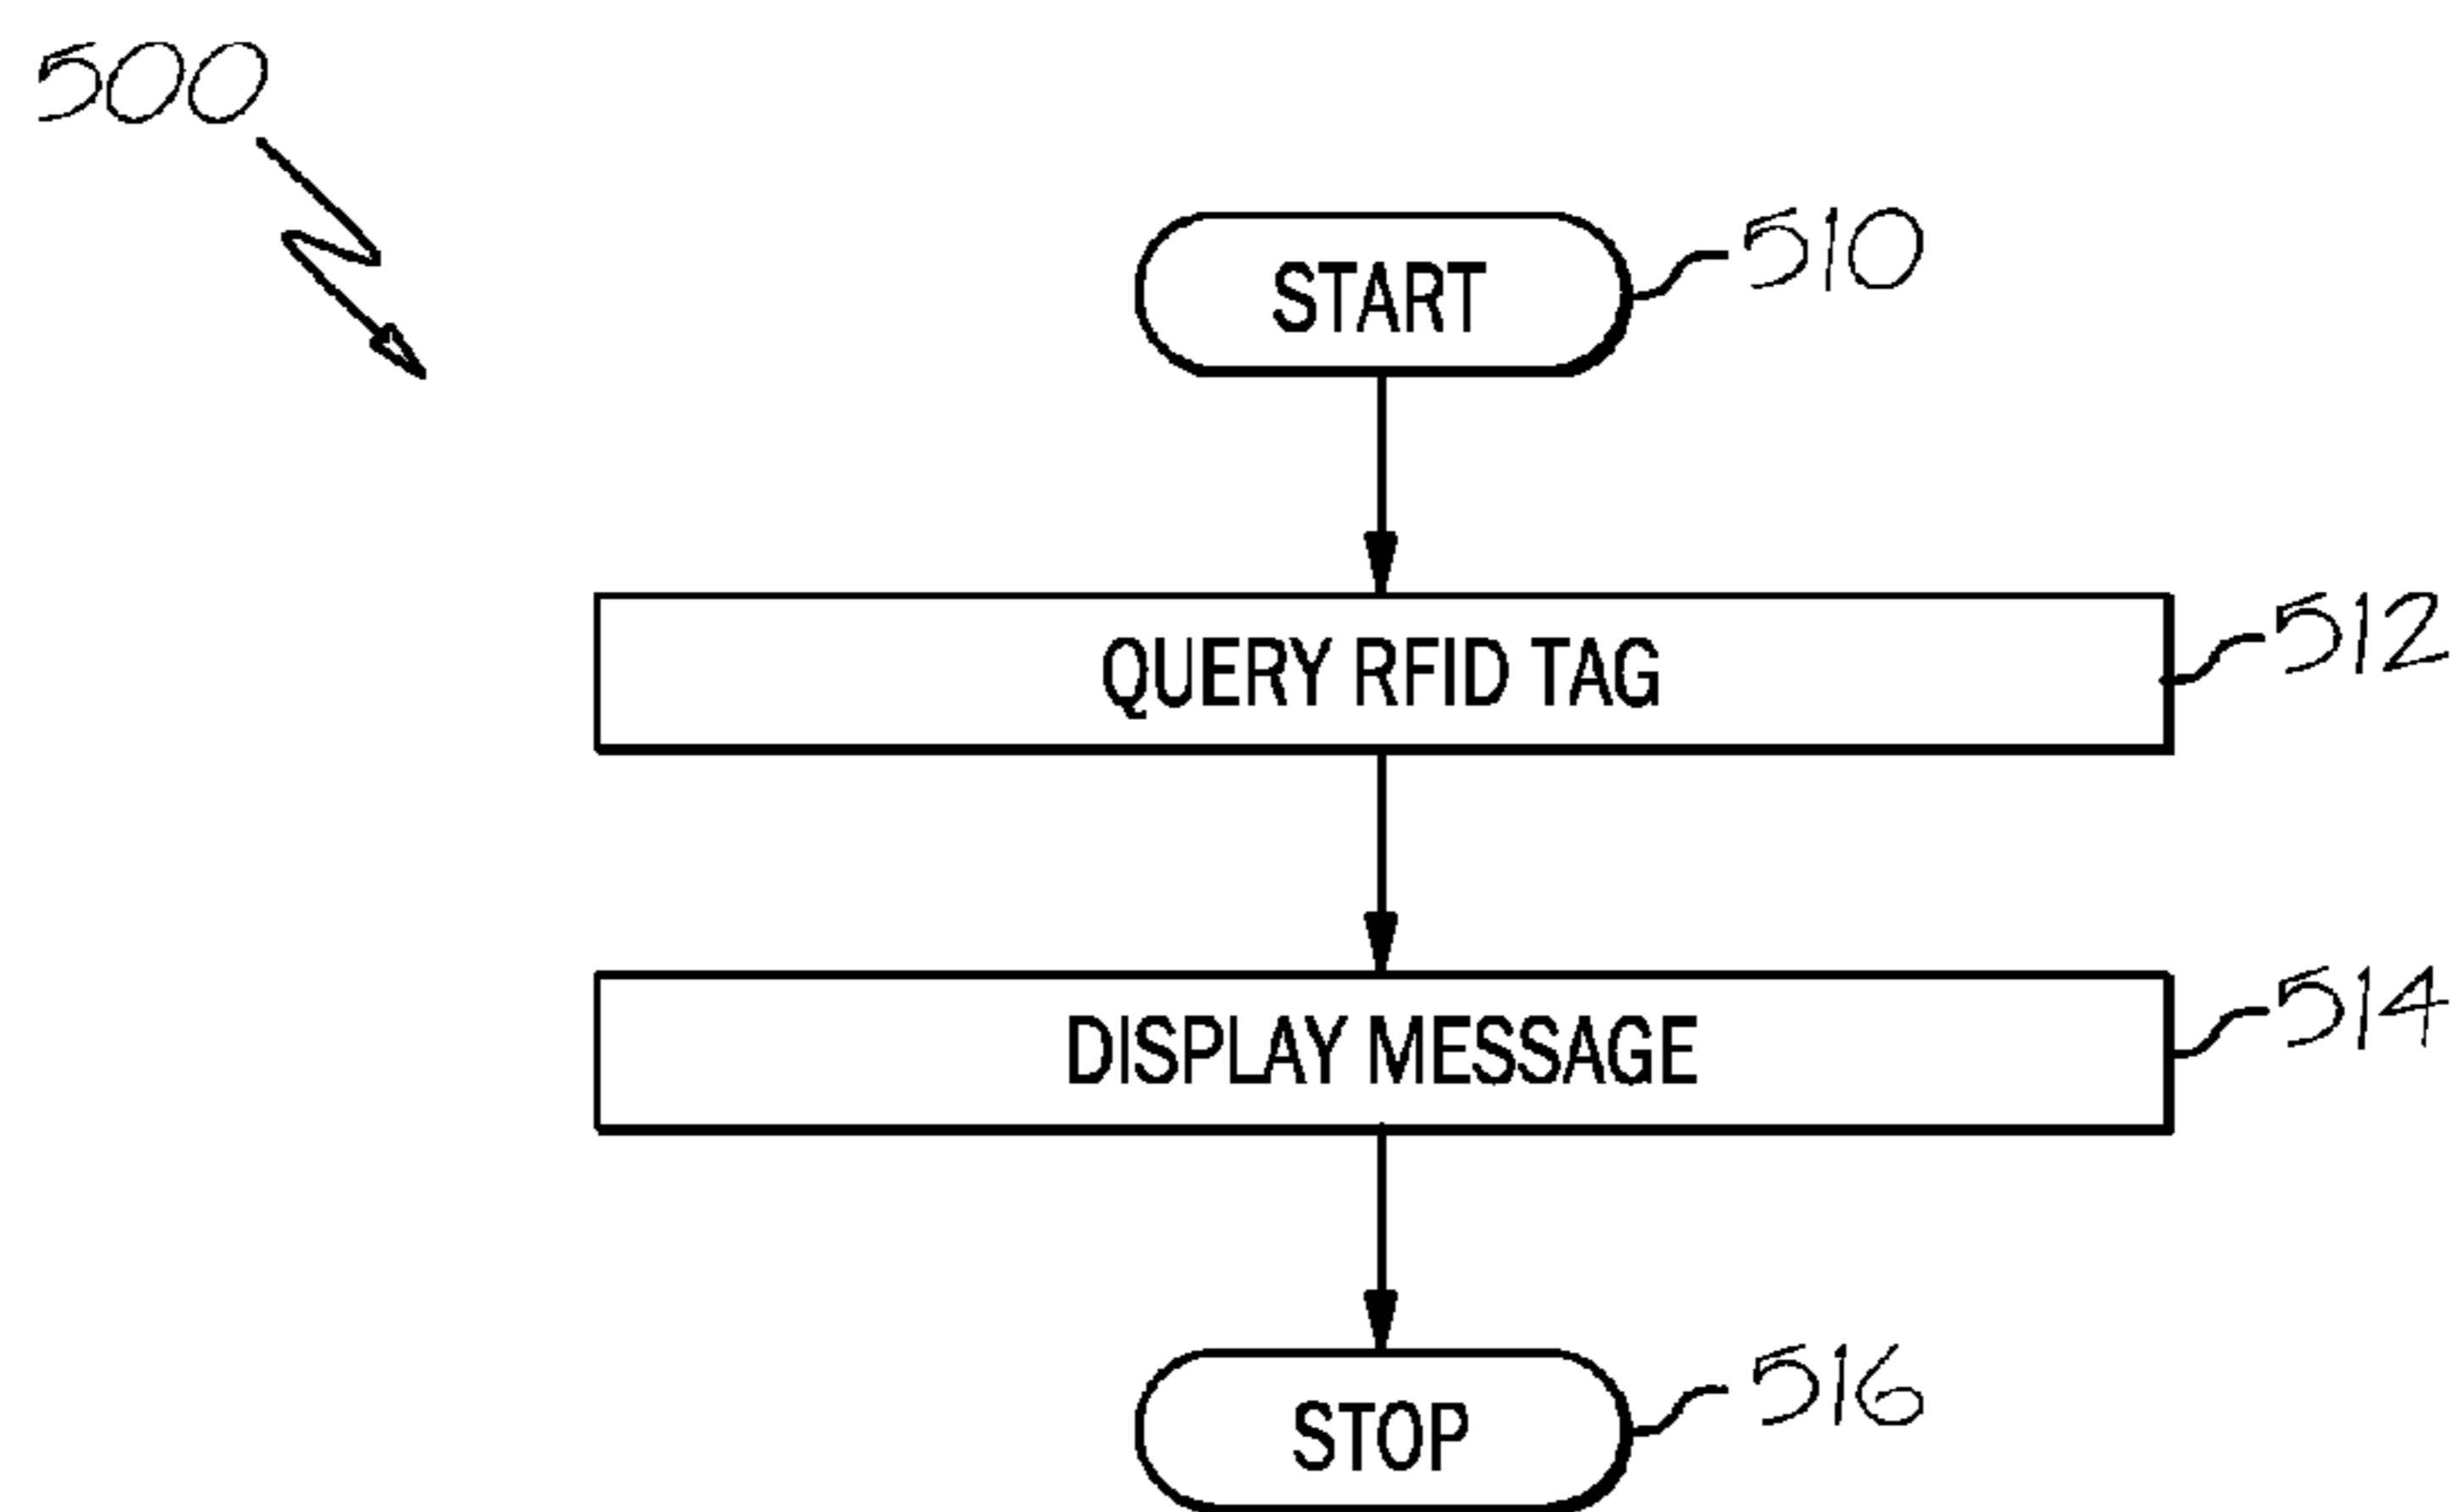 500
START 510
QUERY RFID TAG 512
DISPLAY MESSAGE 514
STOP 516